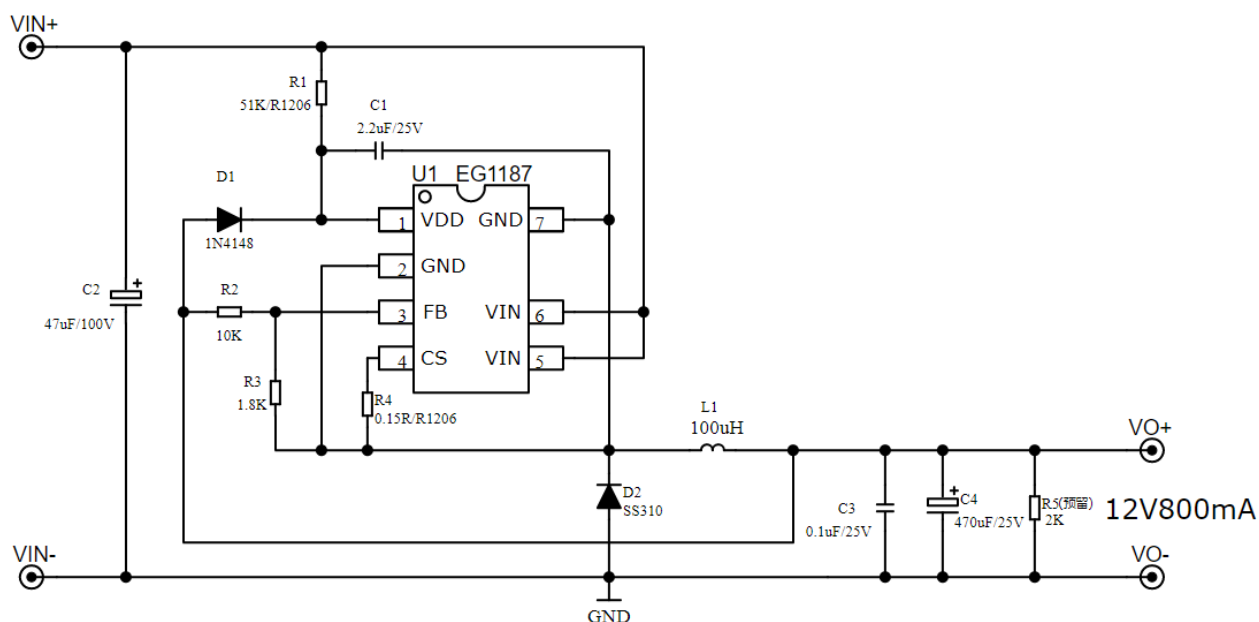 VIN+
R1
51K/R1206
C1
2.2uF/25V
U1 EG1187
D1
1N4148
1 VDD GND 7
2 GND
C2
47uF/100V
+
R2
10K
3 FB VIN 6
4 CS VIN 5
R3
1.8K
R4
0.15R/R1206
L1
100uH
VO+
D2
SS310
C3
0.1uF/25V
+
C4
470uF/25V
R5(预留)
2K
12V800mA
VIN-
VO-
GND